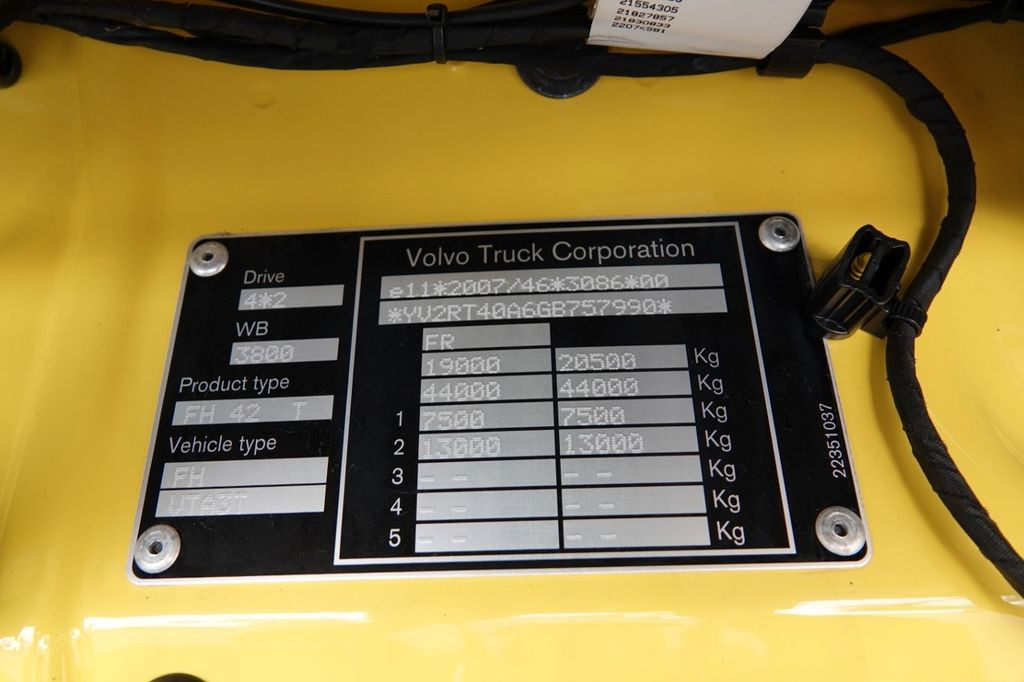 21554305
21827857
21830833
22074581
Volvo Truck Corporation
Drive
4*2
e11*2007/46*3086*00
*YV2RT40A6GB757990*
WB
3800
FR
19000 20500 Kg
44000 44000 Kg
Product type
FH 42 T
1 7500 7500 Kg
2 13000 13000 Kg
Vehicle type
FH
VTA3T
3 -- -- Kg
4 -- -- Kg
5 -- -- Kg
22351037